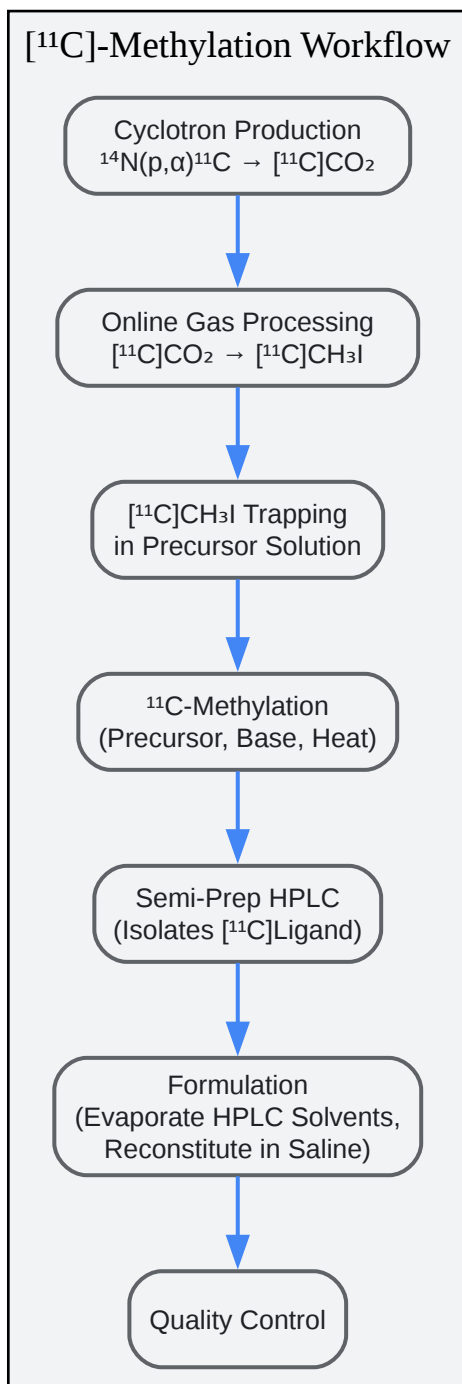 [¹¹C]-Methylation Workflow
Cyclotron Production
¹⁴N(p,α)¹¹C → [¹¹C]CO₂
Online Gas Processing
[¹¹C]CO₂ → [¹¹C]CH₃I
[¹¹C]CH₃I Trapping
in Precursor Solution
¹¹C-Methylation
(Precursor, Base, Heat)
Semi-Prep HPLC
(Isolates [¹¹C]Ligand)
Formulation
(Evaporate HPLC Solvents,
Reconstitute in Saline)
Quality Control